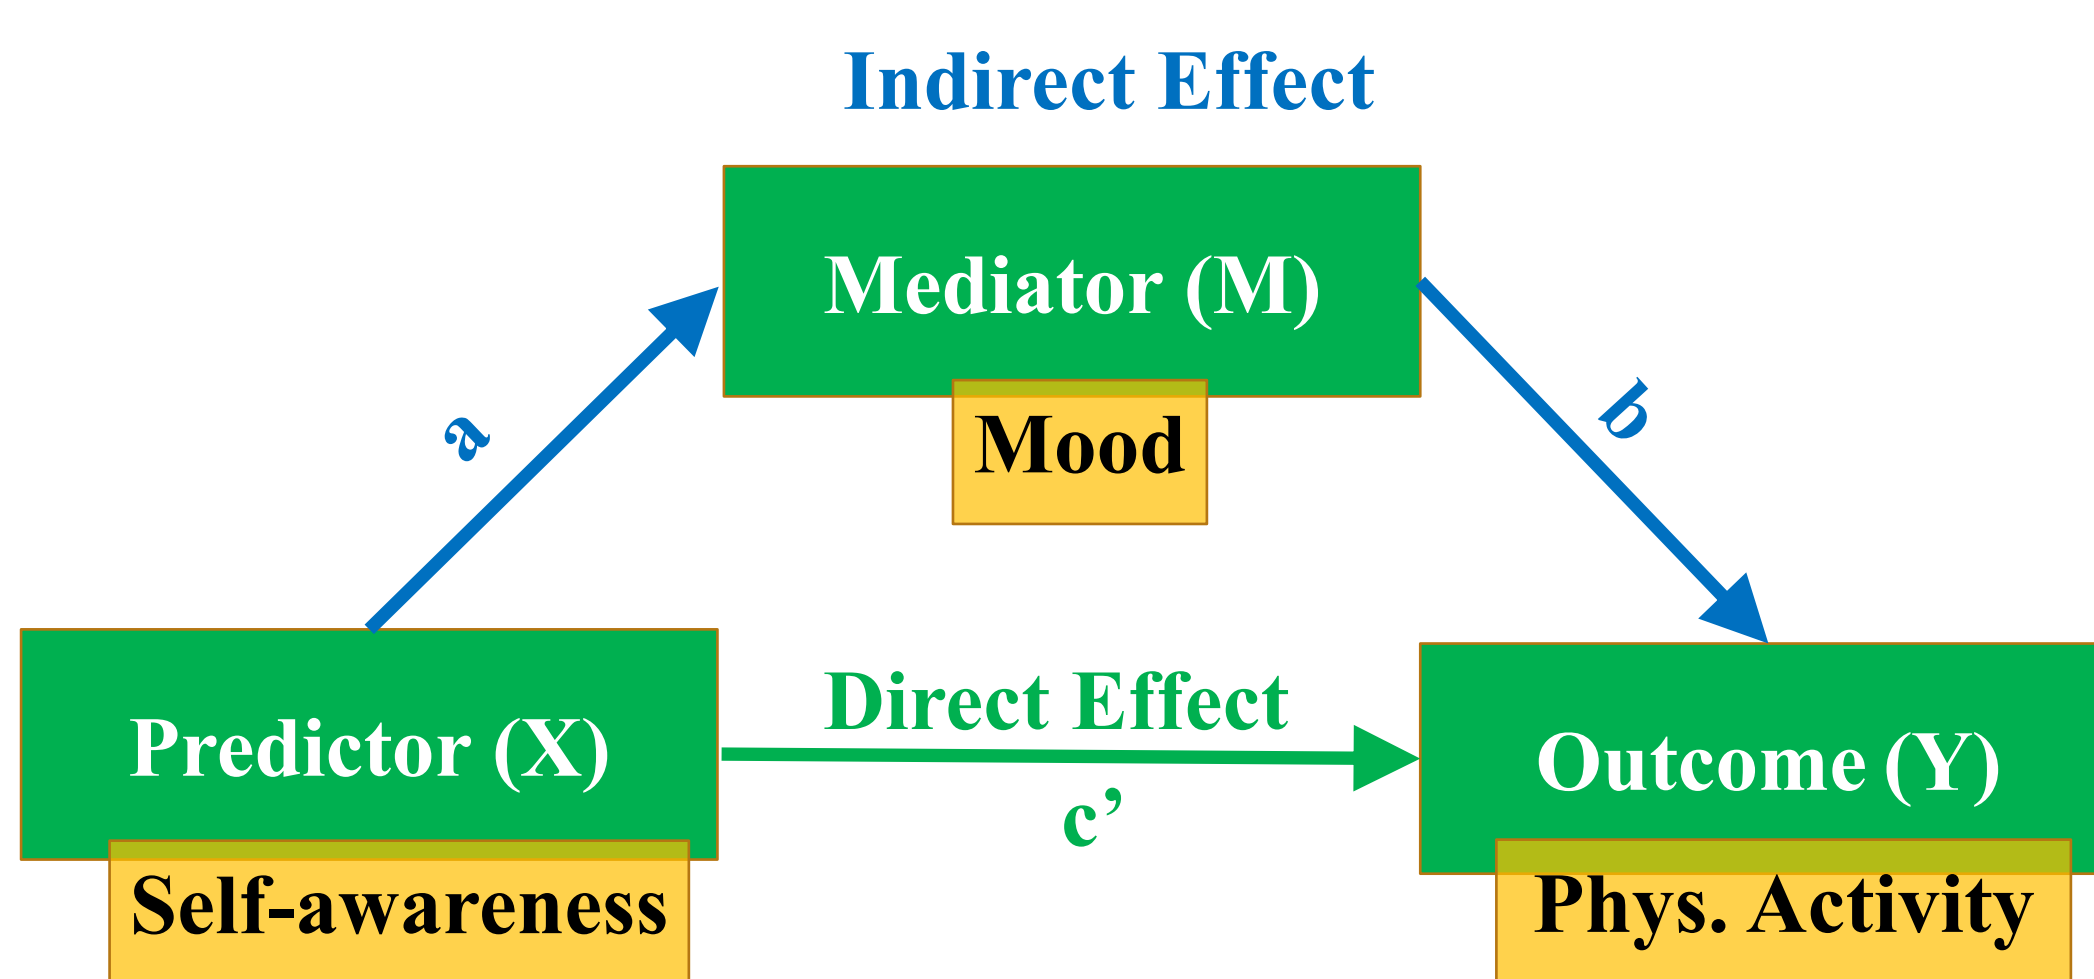 Indirect Effect
Mediator (M)
Mood
a
b
Direct Effect
c’
Predictor (X)
Self-awareness
Outcome (Y)
Phys. Activity